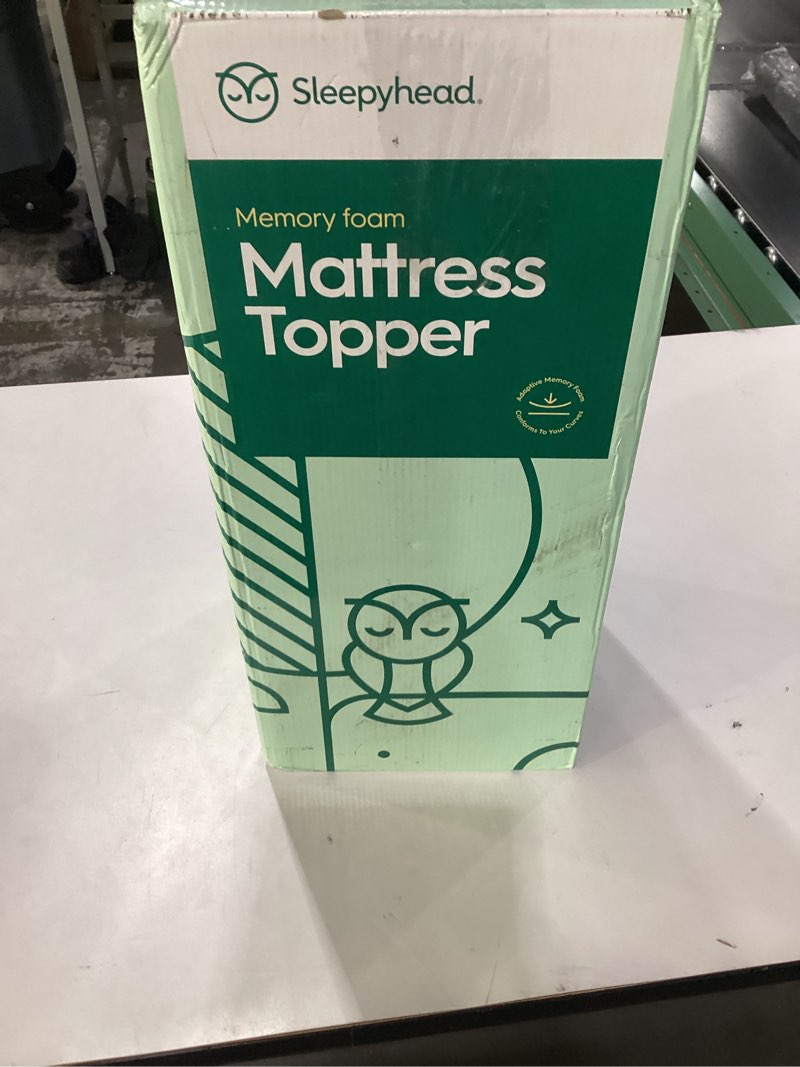 Sleepyhead.
Memory foam
Mattress
Topper
Adaptive Memory Foam
Conforms To Your Curves